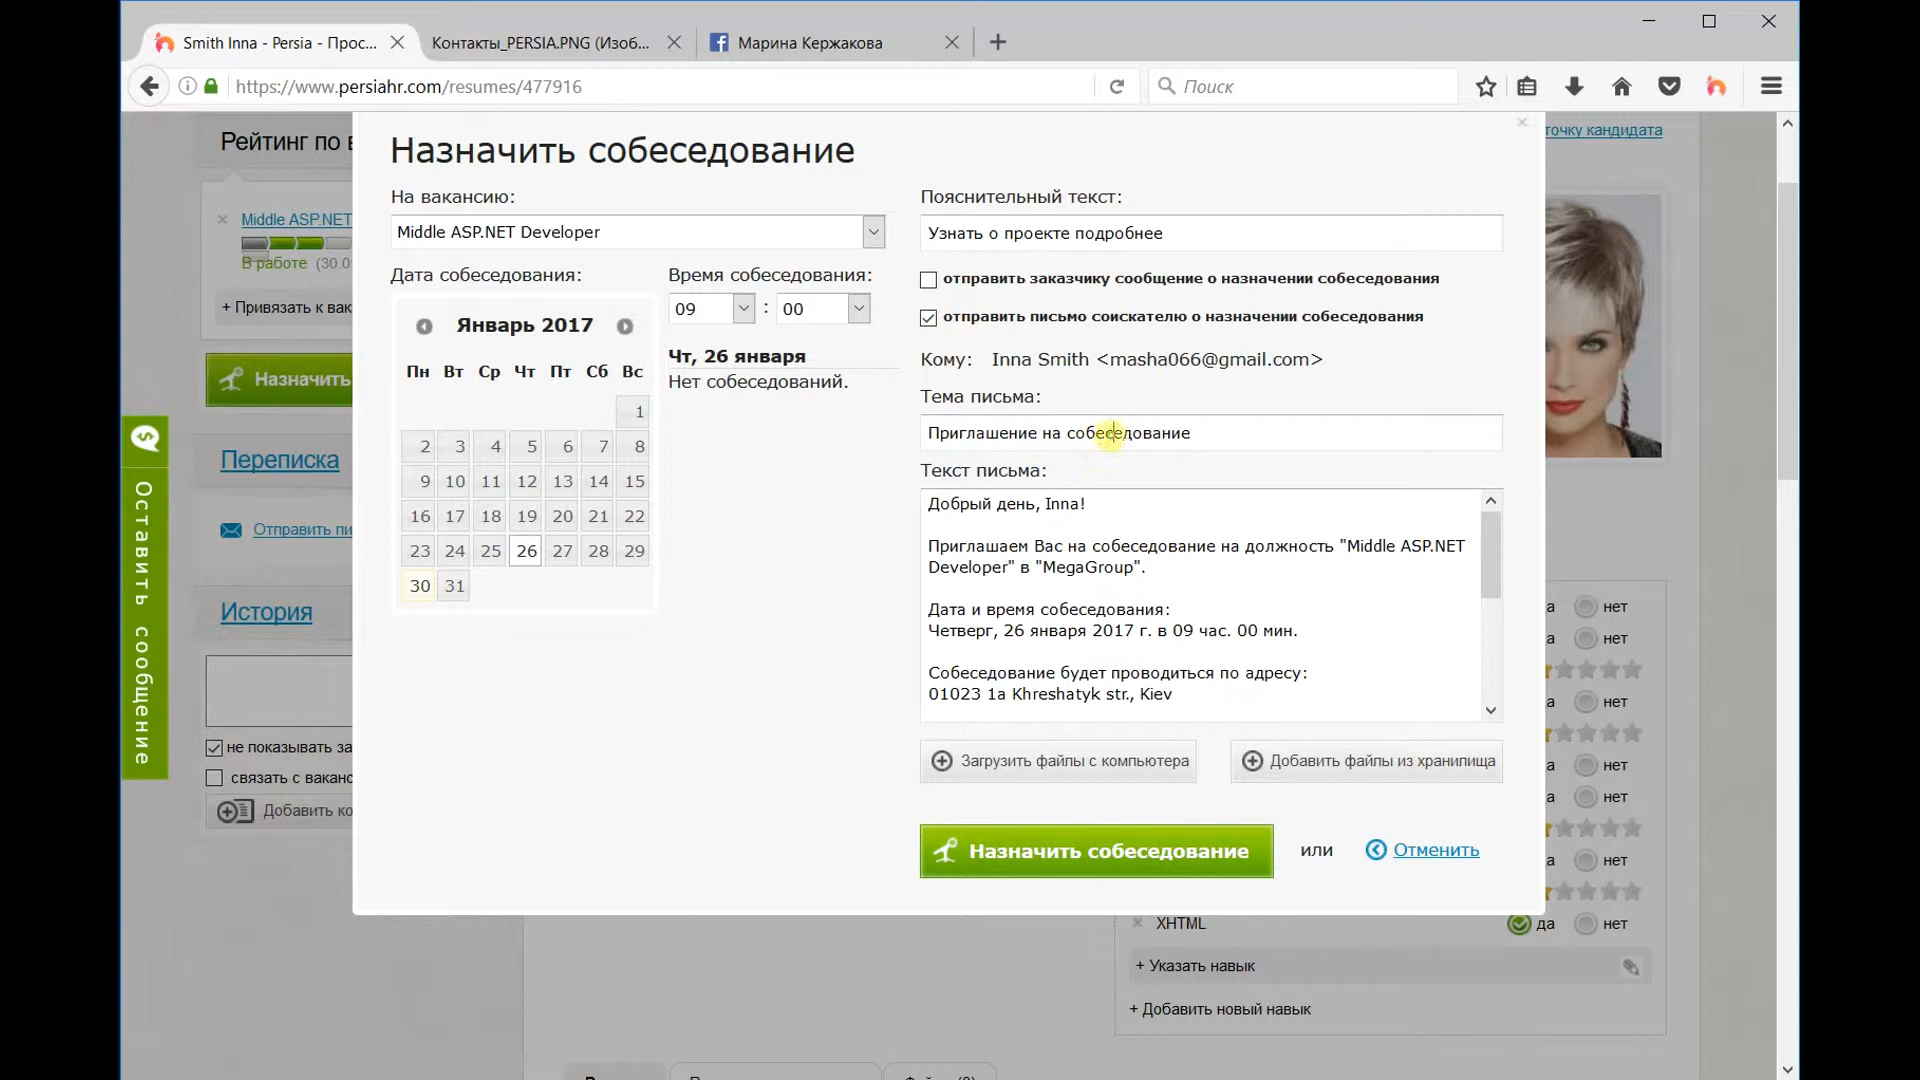 Smith Inna - Persia - Прос...
Контакты_PERSIA.PNG (Изоб...
Марина Кержакова
https://www.persiahr.com/resumes/477916
Поиск
Рейтинг по в
точку кандидата
Middle ASP.NET
В работе (30.0
+ Привязать к вак
Назначить
Переписка
Отправить пи
История
не показывать за
связать с ваканс
Добавить ко
Оставить сообщение
Назначить собеседование
На вакансию:
Middle ASP.NET Developer
Дата собеседования:
Время собеседования:
09 : 00
Январь 2017
Пн Вт Ср Чт Пт Сб Вс
1
2 3 4 5 6 7 8
9 10 11 12 13 14 15
16 17 18 19 20 21 22
23 24 25 26 27 28 29
30 31
Чт, 26 января
Нет собеседований.
Пояснительный текст:
Узнать о проекте подробнее
отправить заказчику сообщение о назначении собеседования
отправить письмо соискателю о назначении собеседования
Кому: Inna Smith <masha066@gmail.com>
Тема письма:
Приглашение на собеседование
Текст письма:
Добрый день, Inna!
Приглашаем Вас на собеседование на должность "Middle ASP.NET
Developer" в "MegaGroup".
Дата и время собеседования:
Четверг, 26 января 2017 г. в 09 час. 00 мин.
Собеседование будет проводиться по адресу:
01023 1a Khreshatyk str., Kiev
Загрузить файлы с компьютера
Добавить файлы из хранилища
Назначить собеседование
или
Отменить
а нет
а нет
а нет
а нет
а нет
а нет
XHTML да нет
+ Указать навык
+ Добавить новый навык